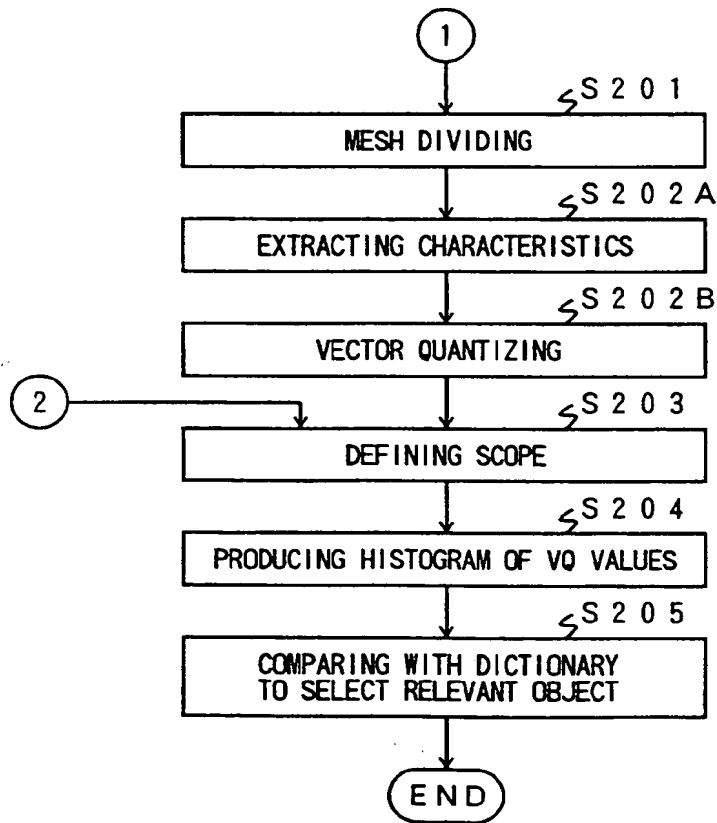 1
S201
MESH DIVIDING
S202A
EXTRACTING CHARACTERISTICS
S202B
VECTOR QUANTIZING
2
S203
DEFINING SCOPE
S204
PRODUCING HISTOGRAM OF VQ VALUES
S205
COMPARING WITH DICTIONARY
TO SELECT RELEVANT OBJECT
END